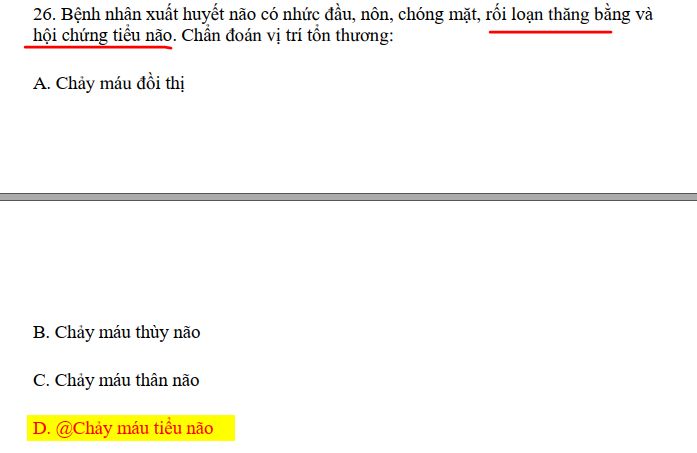 26. Bệnh nhân xuất huyết não có nhức đầu, nôn, chóng mặt, rối loạn thăng bằng và
hội chứng tiểu não. Chẩn đoán vị trí tổn thương:
A. Chảy máu đồi thị
B. Chảy máu thùy não
C. Chảy máu thân não
D. @Chảy máu tiểu não